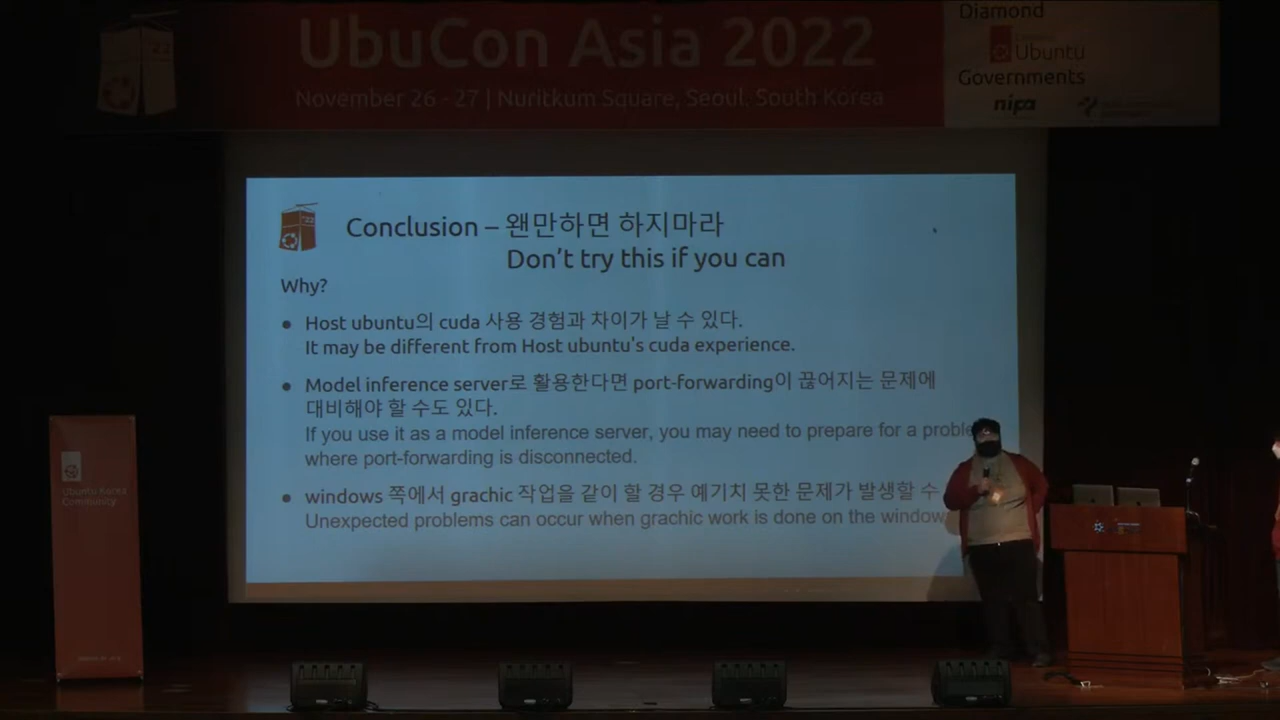 UbuCon Asia 2022
November 26 - 27 | Nuritkum Square, Seoul, South Korea
Diamond
Ubuntu
Governments
nipa
Conclusion – 왠만하면 하지마라
Don't try this if you can
Why?
Host ubuntu의 cuda 사용 경험과 차이가 날 수 있다.
It may be different from Host ubuntu's cuda experience.
Model inference server로 활용한다면 port-forwarding이 끊어지는 문제에
대비해야 할 수도 있다.
If you use it as a model inference server, you may need to prepare for a proble
where port-forwarding is disconnected.
windows 쪽에서 grachic 작업을 같이 할 경우 예기치 못한 문제가 발생할 수
Unexpected problems can occur when grachic work is done on the window
Ubuntu Korea
Community